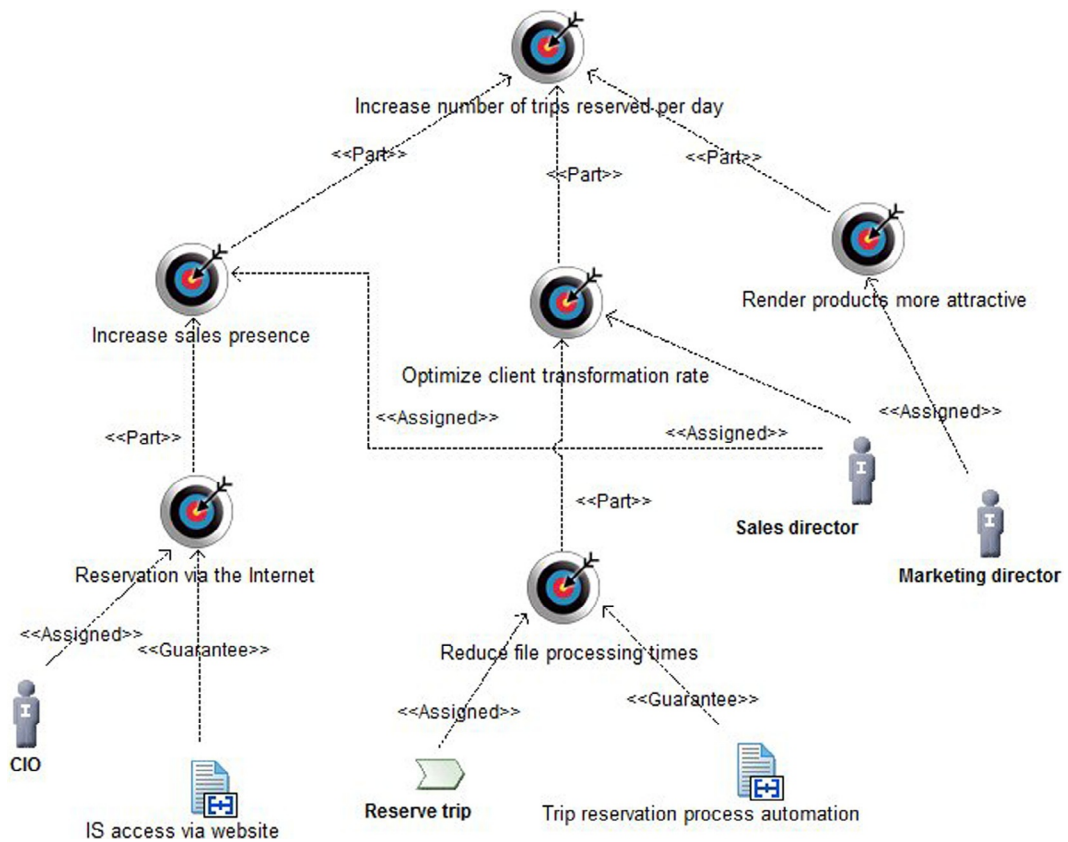 Increase number of trips reserved per day
<<Part>>
<<Part>>
<<Part>>
Render products more attractive
Increase sales presence
Optimize client transformation rate
<<Assigned>>
<<Assigned>>
<<Assigned>>
<<Part>>
<<Part>>
Sales director
Reservation via the Internet
Marketing director
<<Assigned>>
<<Guarantee>>
Reduce file processing times
<<Assigned>>
<<Guarantee>>
I
I
I
CIO
Reserve trip
Trip reservation process automation
IS access via website